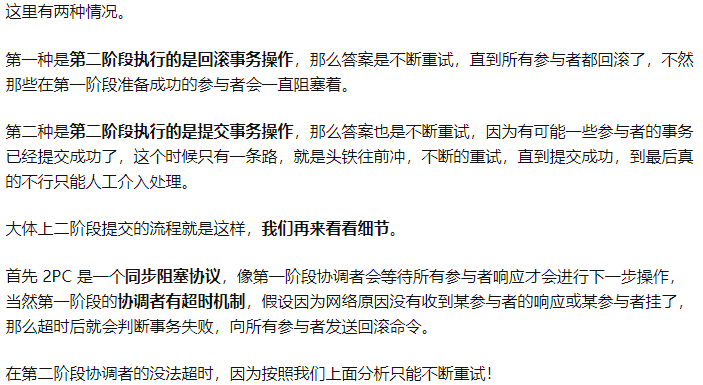 这里有两种情况。
第一种是第二阶段执行的是回滚事务操作，那么答案是不断重试，直到所有参与者都回滚了，不然
那些在第一阶段准备成功的参与者会一直阻塞着。
第二种是第二阶段执行的是提交事务操作，那么答案也是不断重试，因为有可能一些参与者的事务
已经提交成功了，这个时候只有一条路，就是头铁往前冲，不断的重试，直到提交成功，到最后真
的不行只能人工介入处理。
大体上二阶段提交的流程就是这样，我们再来看看细节。
首先 2PC 是一个同步阻塞协议，像第一阶段协调者会等待所有参与者响应才会进行下一步操作，
当然第一阶段的协调者有超时机制，假设因为网络原因没有收到某参与者的响应或某参与者挂了，
那么超时后就会判断事务失败，向所有参与者发送回滚命令。
在第二阶段协调者的没法超时，因为按照我们上面分析只能不断重试！